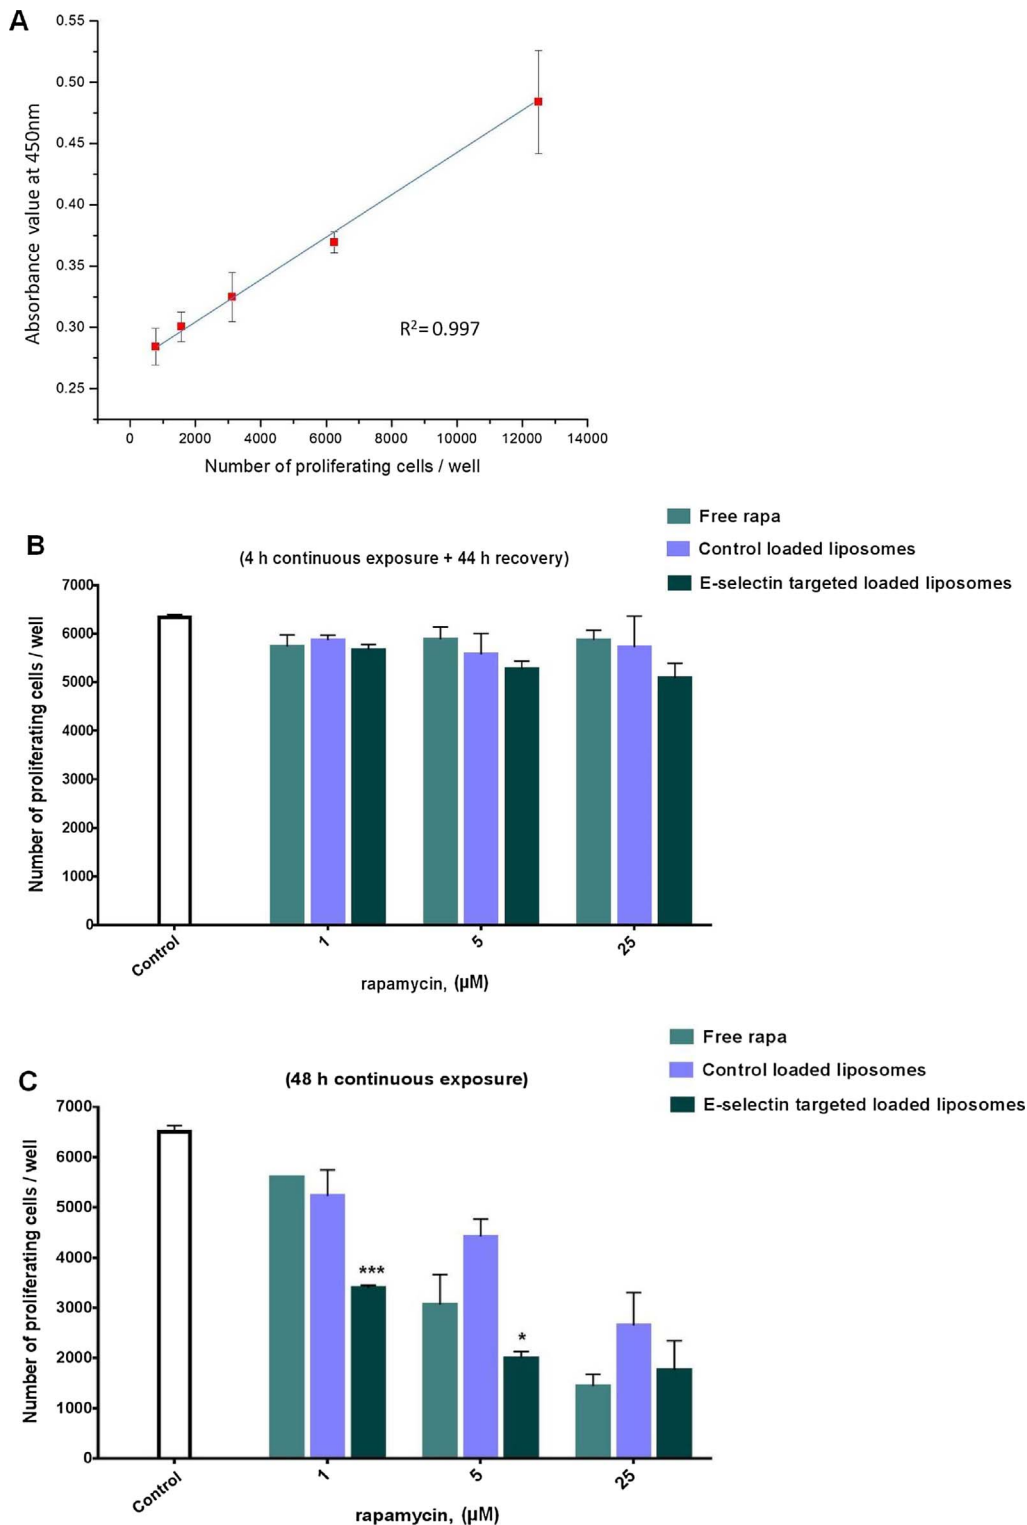 A
0.55
0.50
0.45
0.40
0.35
0.30
0.25
Absorbance value at 450nm
R²= 0.997
0 2000 4000 6000 8000 10000 12000 14000
Number of proliferating cells / well
B
Free rapa
Control loaded liposomes
E-selectin targeted loaded liposomes
(4 h continuous exposure + 44 h recovery)
7000
6000
5000
4000
3000
2000
1000
0
Number of proliferating cells / well
Control 1 5 25
rapamycin, (µM)
C
Free rapa
Control loaded liposomes
E-selectin targeted loaded liposomes
(48 h continuous exposure)
7000
6000
5000
4000
3000
2000
1000
0
Number of proliferating cells / well
***
*
Control 1 5 25
rapamycin, (µM)